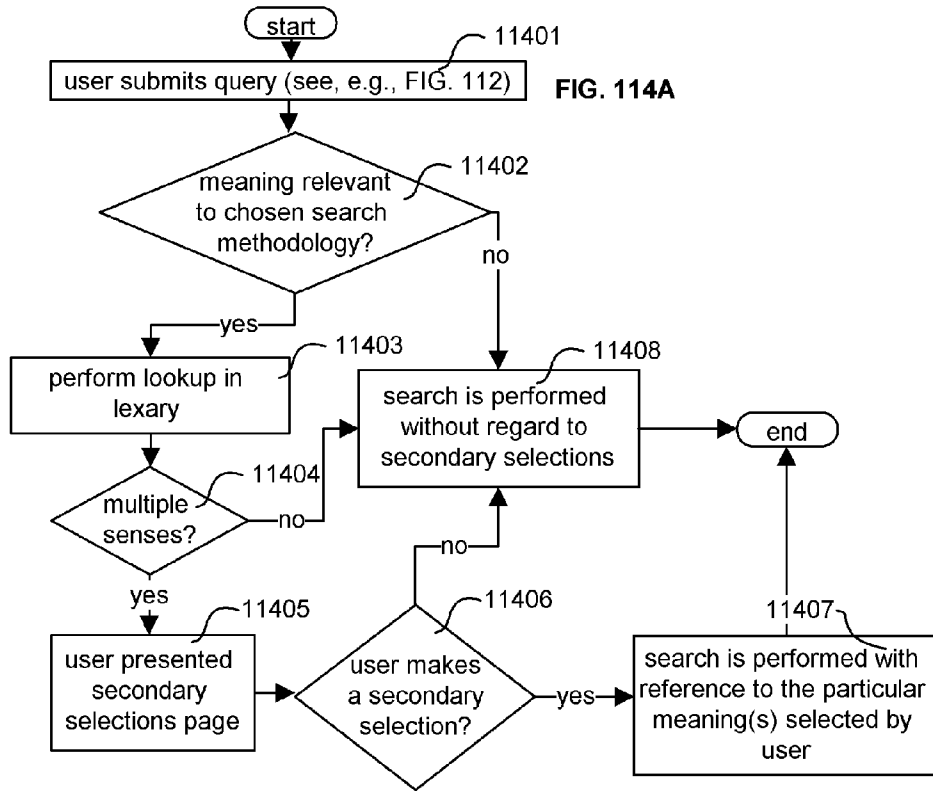 start
11401
user submits query (see, e.g., FIG. 112)
FIG. 114A
11402
meaning relevant
to chosen search
methodology?
no
yes
11403
perform lookup in
lexary
11408
search is performed
without regard to
secondary selections
end
11404
multiple
senses?
no
yes
no
11405
user presented
secondary
selections page
11406
user makes
a secondary
selection?
yes
11407
search is performed with
reference to the particular
meaning(s) selected by
user